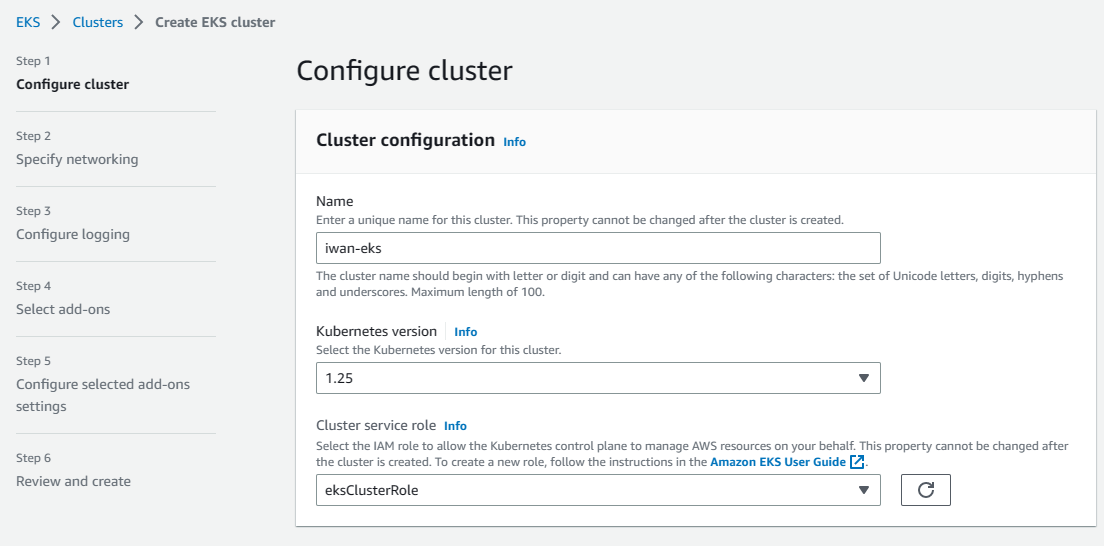 EKS > Clusters > Create EKS cluster
Step 1
Configure cluster
Step 2
Specify networking
Step 3
Configure logging
Step 4
Select add-ons
Step 5
Configure selected add-ons
settings
Step 6
Review and create
Configure cluster
Cluster configuration Info
Name
Enter a unique name for this cluster. This property cannot be changed after the cluster is created.
iwan-eks
The cluster name should begin with letter or digit and can have any of the following characters: the set of Unicode letters, digits, hyphens
and underscores. Maximum length of 100.
Kubernetes version Info
Select the Kubernetes version for this cluster.
1.25
Cluster service role Info
Select the IAM role to allow the Kubernetes control plane to manage AWS resources on your behalf. This property cannot be changed after
the cluster is created. To create a new role, follow the instructions in the Amazon EKS User Guide.
eksClusterRole